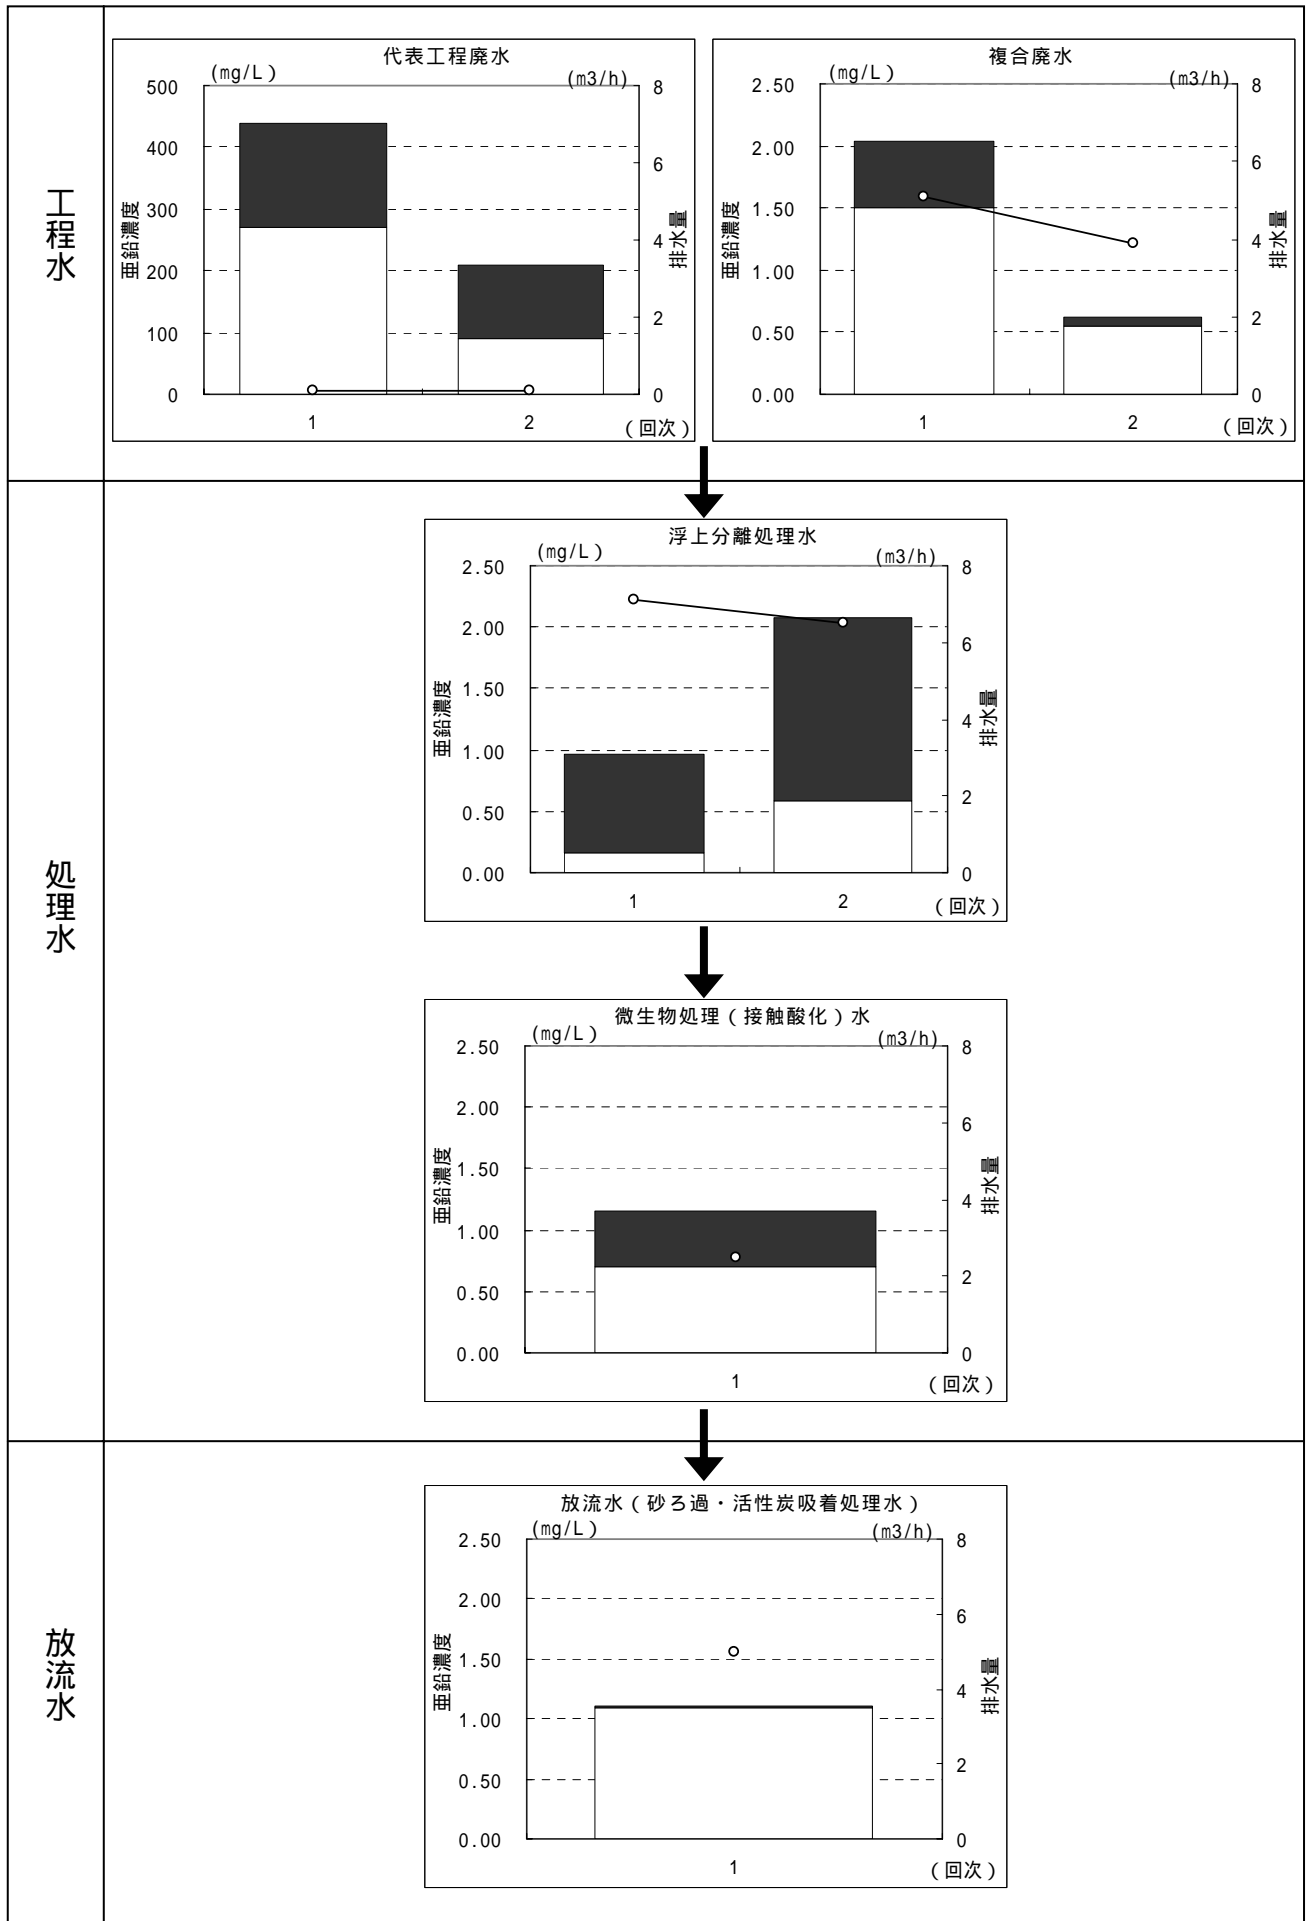 工程水
代表工程廃水
(mg/L)
(m3/h)
500
400
300
200
100
0
亜鉛濃度
8
6
4
2
0
排水量
1
2
(回次)
複合廃水
(mg/L)
(m3/h)
2.50
2.00
1.50
1.00
0.50
0.00
亜鉛濃度
8
6
4
2
0
排水量
1
2
(回次)
処理水
浮上分離処理水
(mg/L)
(m3/h)
2.50
2.00
1.50
1.00
0.50
0.00
亜鉛濃度
8
6
4
2
0
排水量
1
2
(回次)
微生物処理(接触酸化)水
(mg/L)
(m3/h)
2.50
2.00
1.50
1.00
0.50
0.00
亜鉛濃度
8
6
4
2
0
排水量
1
(回次)
放流水
放流水(砂ろ過・活性炭吸着処理水)
(mg/L)
(m3/h)
2.50
2.00
1.50
1.00
0.50
0.00
亜鉛濃度
8
6
4
2
0
排水量
1
(回次)